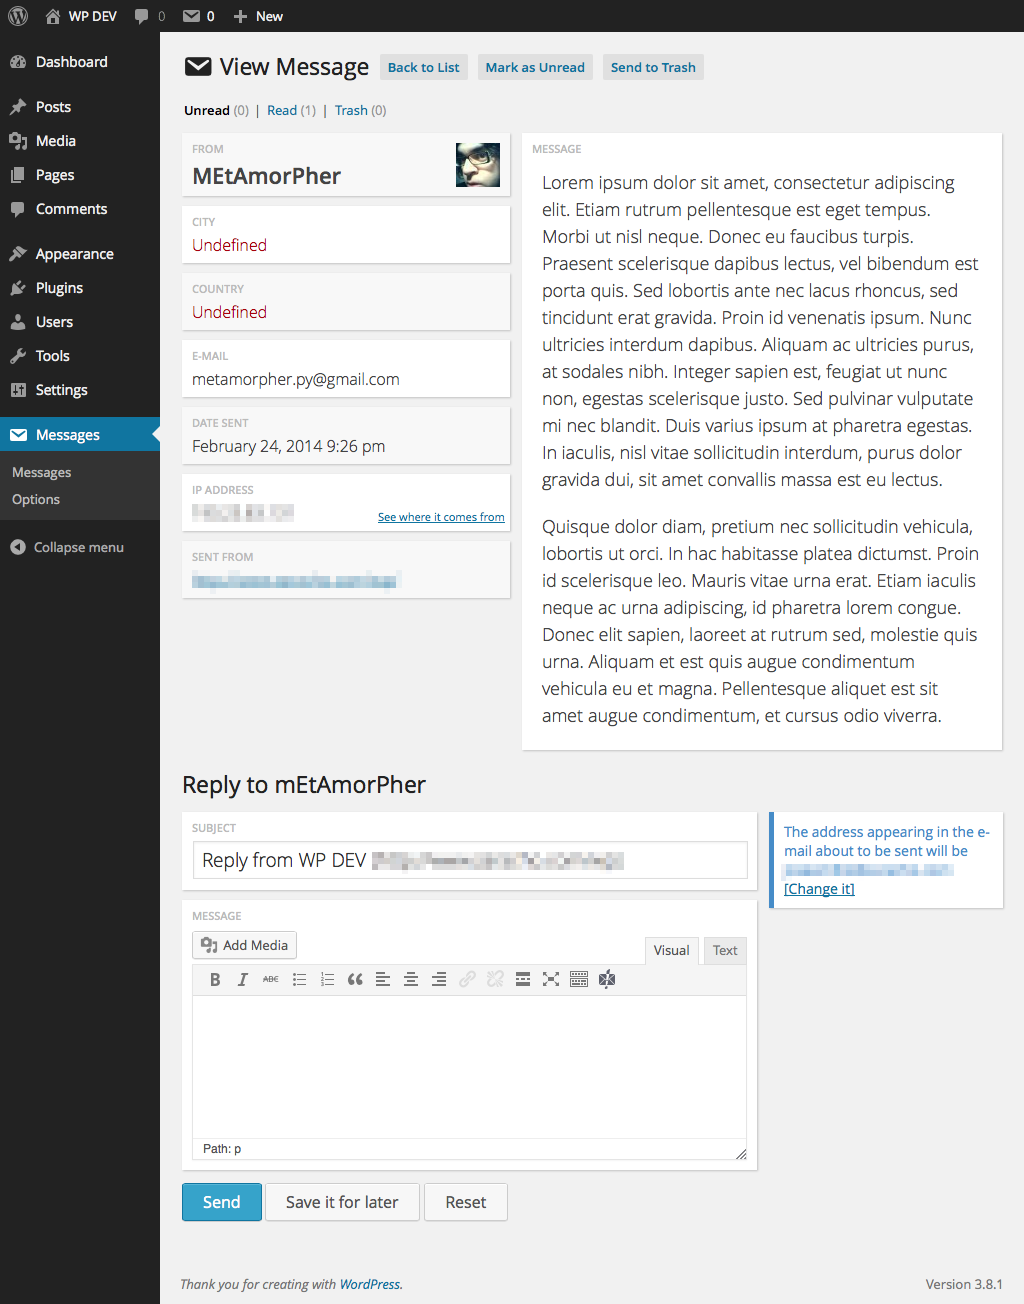 WP DEV 0 0 New
Dashboard
Posts
Media
Pages
Comments
Appearance
Plugins
Users
Tools
Settings
Messages
Messages
Options
Collapse menu
View Message Back to List Mark as Unread Send to Trash
Unread (0) | Read (1) | Trash (0)
FROM
MEtAmorPher
CITY
Undefined
COUNTRY
Undefined
E-MAIL
metamorpher.py@gmail.com
DATE SENT
February 24, 2014 9:26 pm
IP ADDRESS
See where it comes from
SENT FROM
MESSAGE
Lorem ipsum dolor sit amet, consectetur adipiscing
elit. Etiam rutrum pellentesque est eget tempus.
Morbi ut nisl neque. Donec eu faucibus turpis.
Praesent scelerisque dapibus lectus, vel bibendum est
porta quis. Sed lobortis ante nec lacus rhoncus, sed
tincidunt erat gravida. Proin id venenatis ipsum. Nunc
ultricies interdum dapibus. Aliquam ac ultricies purus,
at sodales nibh. Integer sapien est, feugiat ut nunc
non, egestas scelerisque justo. Sed pulvinar vulputate
mi nec blandit. Duis varius ipsum at pharetra egestas.
In iaculis, nisl vitae sollicitudin interdum, purus dolor
gravida dui, sit amet convallis massa est eu lectus.
Quisque dolor diam, pretium nec sollicitudin vehicula,
lobortis ut orci. In hac habitasse platea dictumst. Proin
id scelerisque leo. Mauris vitae urna erat. Etiam iaculis
neque ac urna adipiscing, id pharetra lorem congue.
Donec elit sapien, laoreet at rutrum sed, molestie quis
urna. Aliquam et est quis augue condimentum
vehicula eu et magna. Pellentesque aliquet est sit
amet augue condimentum, et cursus odio viverra.
Reply to mEtAmorPher
SUBJECT
Reply from WP DEV
The address appearing in the e-
mail about to be sent will be
[Change it]
MESSAGE
Add Media
Visual Text
B I ABC
Path: p
Send Save it for later Reset
Thank you for creating with WordPress.
Version 3.8.1